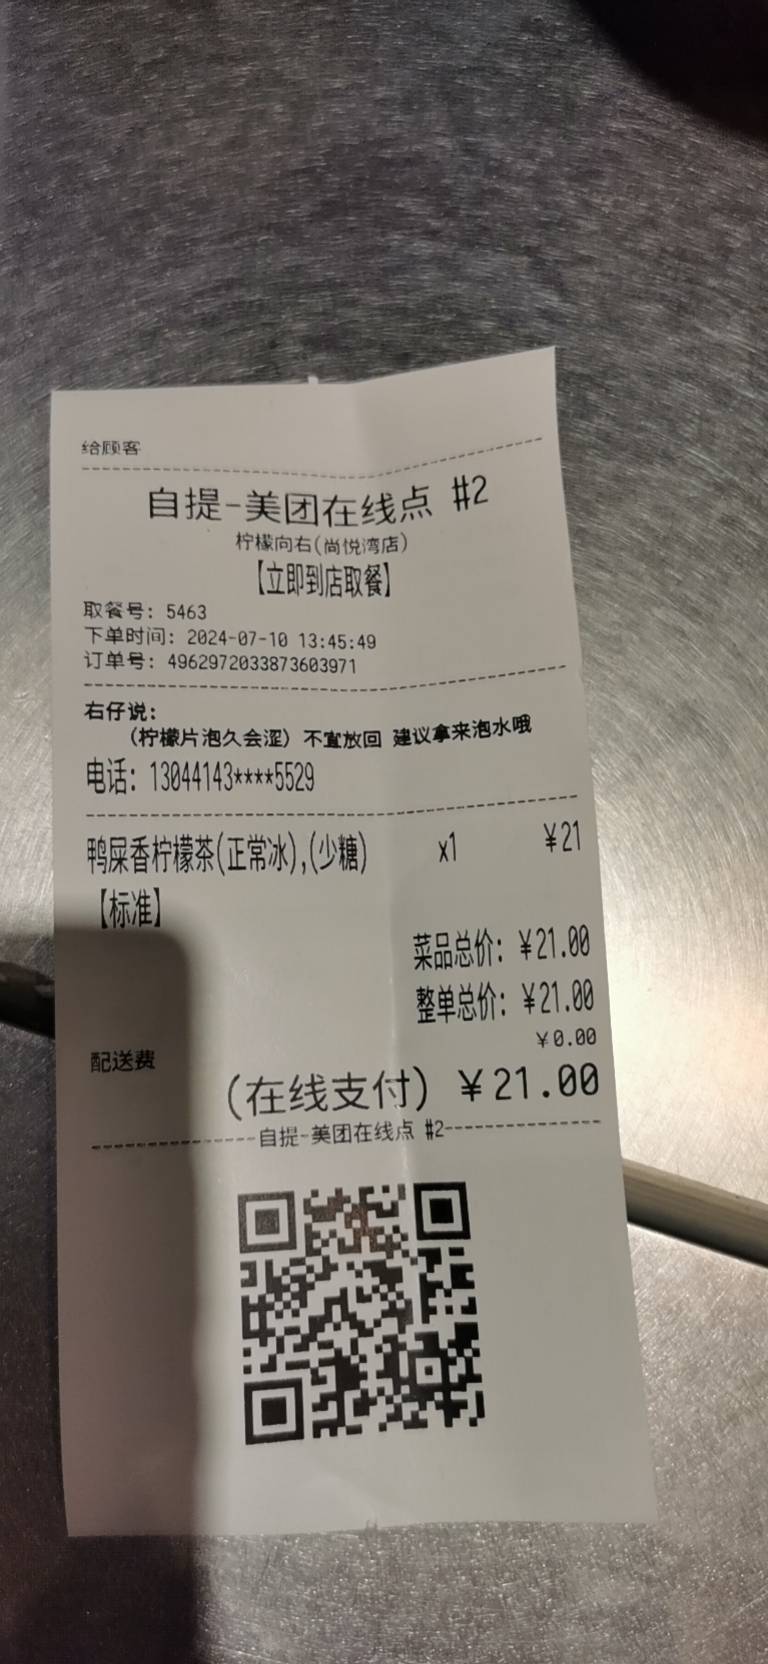 给顾客
自提-美团在线点 #2
柠檬向右(尚悦湾店)
【立即到店取餐】
取餐号: 5463
下单时间: 2024-07-10 13:45:49
订单号: 4962972033873603971
右仔说:
(柠檬片泡久会涩) 不宜放回 建议拿来泡水哦
电话: 13044143****5529
鸭屎香柠檬茶(正常冰),(少糖) x1 ¥21
【标准】
菜品总价: ¥21.00
整单总价: ¥21.00
¥0.00
配送费
(在线支付) ¥21.00
自提-美团在线点 #2